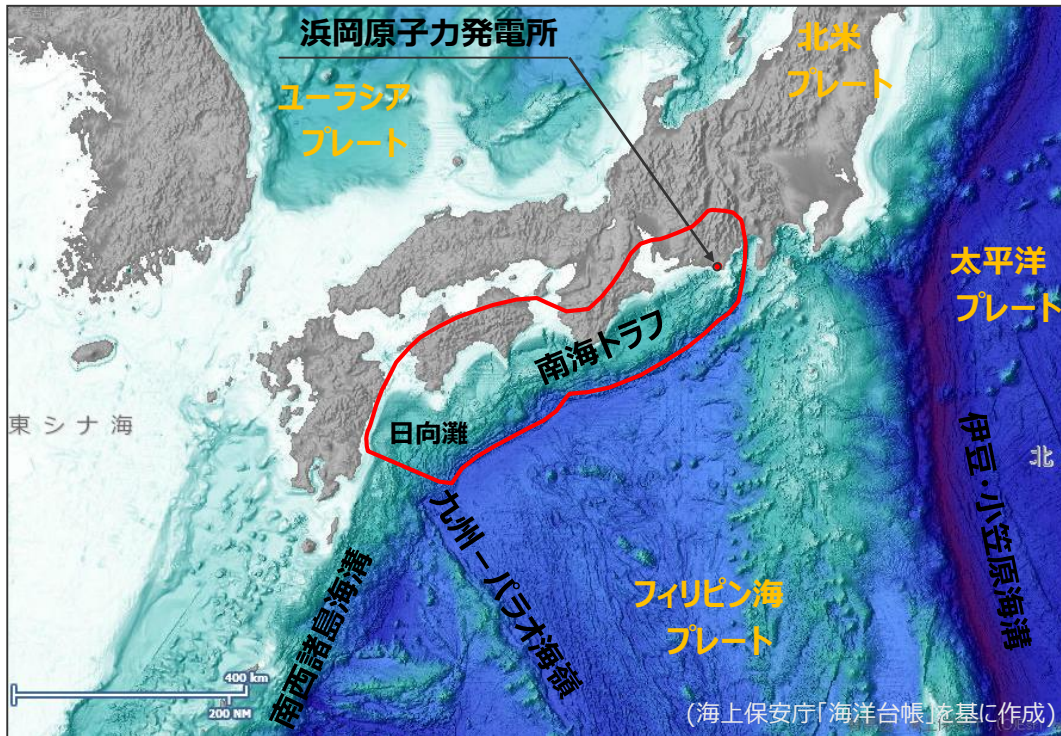 浜岡原子力発電所
北米
プレート
ユーラシア
プレート
太平洋
プレート
南海トラフ
日向灘
東シナ海
北
九州－パラオ海嶺
伊豆・小笠原海溝
南西諸島海溝
フィリピン海
プレート
400 km
200 NM
(海上保安庁「海洋台帳」を基に作成)